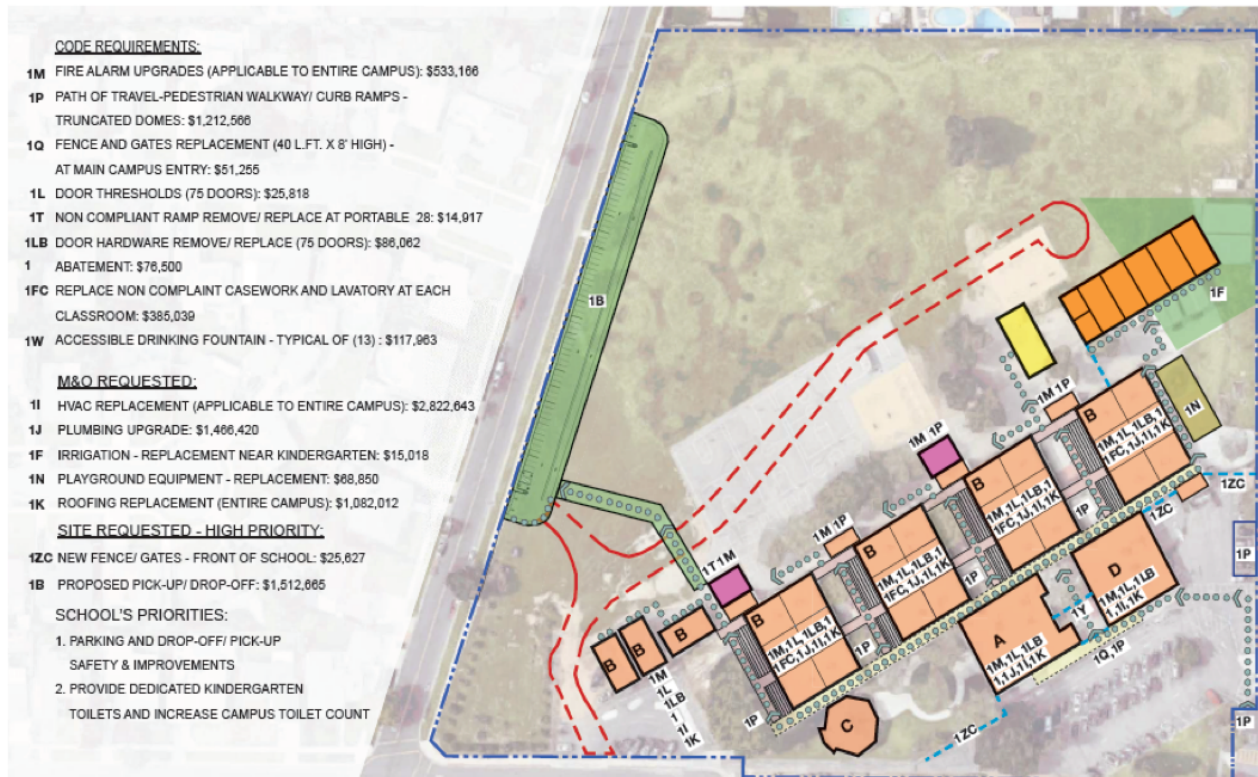 CODE REQUIREMENTS:
1M FIRE ALARM UPGRADES (APPLICABLE TO ENTIRE CAMPUS): $533,166
1P PATH OF TRAVEL-PEDESTRIAN WALKWAY/ CURB RAMPS -
TRUNCATED DOMES: $1,212,566
1Q FENCE AND GATES REPLACEMENT (40 L.FT. X 8' HIGH) -
AT MAIN CAMPUS ENTRY: $51,255
1L DOOR THRESHOLDS (75 DOORS): $25,818
1T NON COMPLIANT RAMP REMOVE/ REPLACE AT PORTABLE 28: $14,917
1LB DOOR HARDWARE REMOVE/ REPLACE (75 DOORS): $86,062
1 ABATEMENT: $76,500
1FC REPLACE NON COMPLAINT CASEWORK AND LAVATORY AT EACH
CLASSROOM: $385,039
1W ACCESSIBLE DRINKING FOUNTAIN - TYPICAL OF (13) : $117,963
M&O REQUESTED:
1I HVAC REPLACEMENT (APPLICABLE TO ENTIRE CAMPUS): $2,822,643
1J PLUMBING UPGRADE: $1,466,420
1F IRRIGATION - REPLACEMENT NEAR KINDERGARTEN: $15,018
1N PLAYGROUND EQUIPMENT - REPLACEMENT: $68,850
1K ROOFING REPLACEMENT (ENTIRE CAMPUS): $1,082,012
SITE REQUESTED - HIGH PRIORITY:
1ZC NEW FENCE/ GATES - FRONT OF SCHOOL: $25,627
1B PROPOSED PICK-UP/ DROP-OFF: $1,512,665
SCHOOL'S PRIORITIES:
1. PARKING AND DROP-OFF/ PICK-UP
SAFETY & IMPROVEMENTS
2. PROVIDE DEDICATED KINDERGARTEN
TOILETS AND INCREASE CAMPUS TOILET COUNT
1B
1F
1N
1M 1P
B
1M, 1L, 1LB, 1
1FC, 1J, 1I, 1K
1ZC
1ZC
1P
1M 1P
B
1M, 1L, 1LB, 1
1FC, 1J, 1I, 1K
1P
1P
1M 1P
B
1M, 1L, 1LB, 1
1FC, 1J, 1I, 1K
1P
D
1M, 1L, 1LB
1, 1I, 1K
1Y
1T 1M
B
1M, 1L, 1LB, 1
1FC, 1J, 1I, 1K
1P
A
1M, 1L, 1LB
1, 1J, 1I, 1K
1Q, 1P
B
B
B
1M
1L
1LB
1
1I
1K
1P
C
1ZC
1P